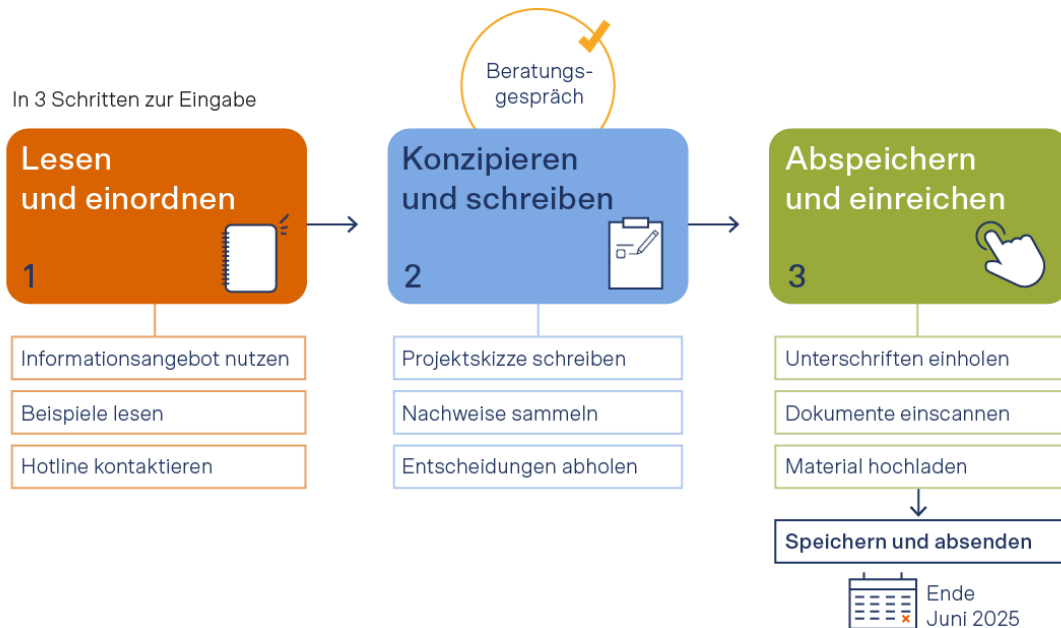 In 3 Schritten zur Eingabe
Lesen
und einordnen
1
Informationsangebot nutzen
Beispiele lesen
Hotline kontaktieren
Beratungs-
gespräch
Konzipieren
und schreiben
2
Projektskizze schreiben
Nachweise sammeln
Entscheidungen abholen
Abspeichern
und einreichen
3
Unterschriften einholen
Dokumente einscannen
Material hochladen
Speichern und absenden
Ende
Juni 2025